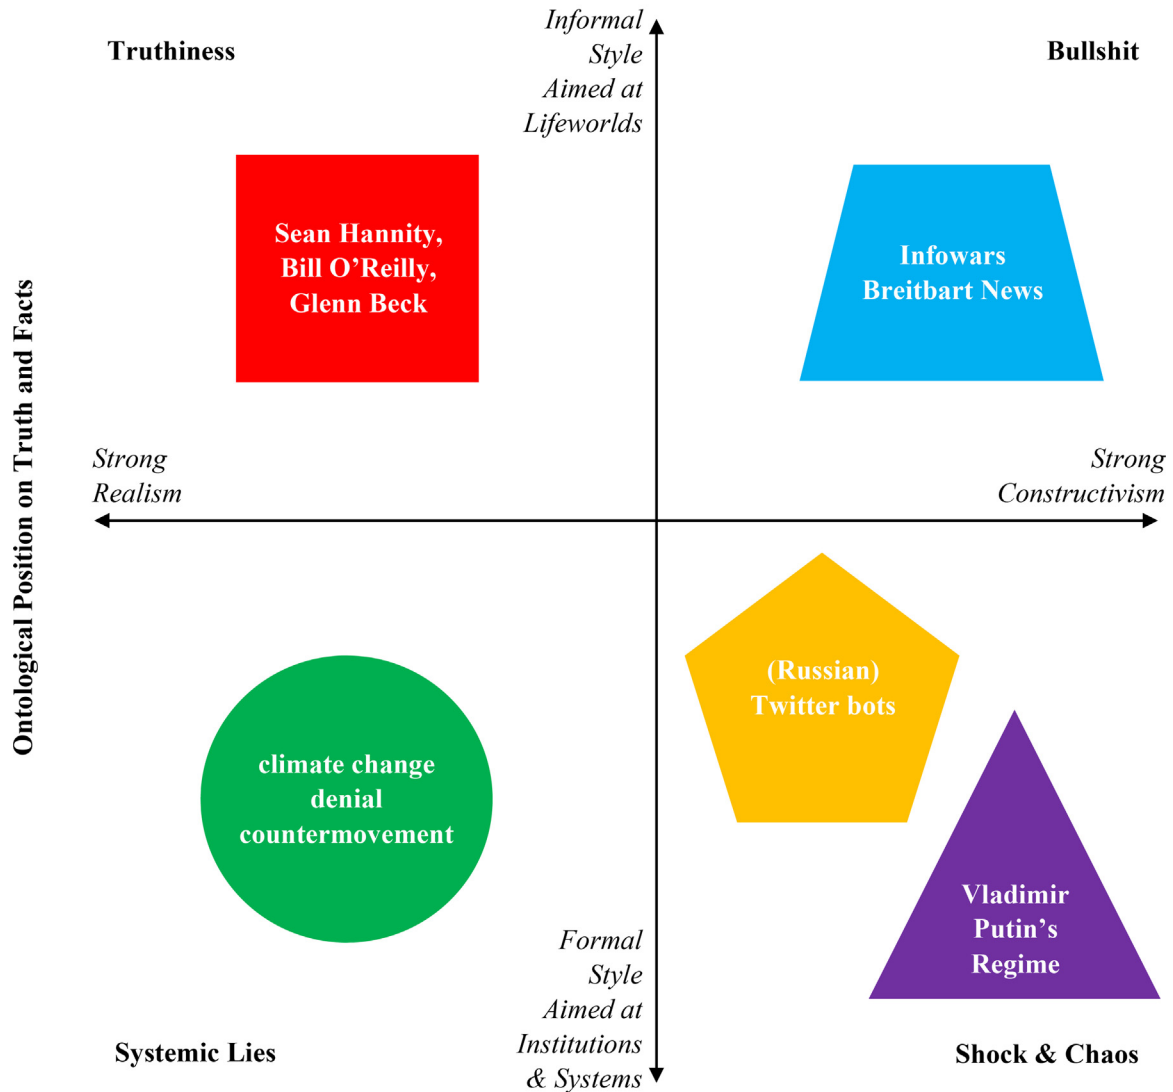 Truthiness
Informal
Style
Aimed at
Lifeworlds
Bullshit
Sean Hannity,
Bill O’Reilly,
Glenn Beck
Infowars
Breitbart News
Ontological Position on Truth and Facts
Strong
Realism
Strong
Constructivism
(Russian)
Twitter bots
climate change
denial
countermovement
Vladimir
Putin’s
Regime
Formal
Style
Aimed at
Institutions
& Systems
Systemic Lies
Shock & Chaos